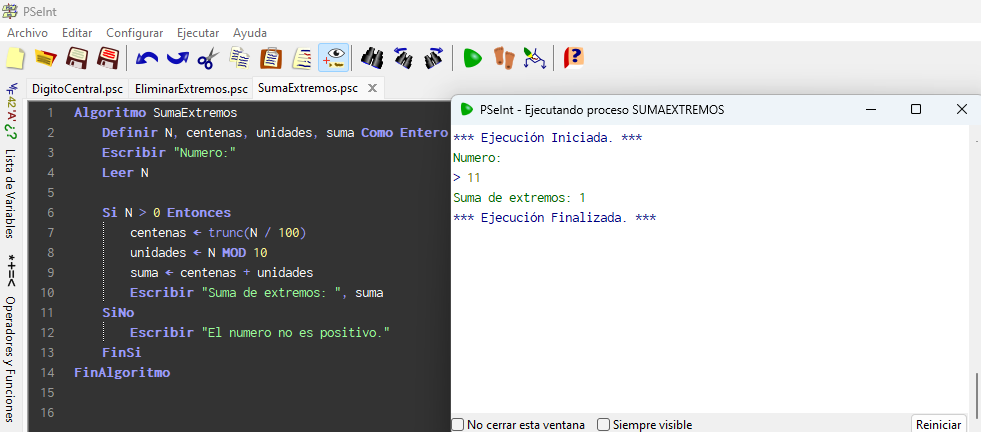 PSeInt
Archivo Editar Configurar Ejecutar Ayuda
DigitoCentral.psc EliminarExtremos.psc SumaExtremos.psc
Lista de Variables
*+=< Operadores y Funciones
1 Algoritmo SumaExtremos
2 Definir N, centenas, unidades, suma Como Entero
3 Escribir "Numero:"
4 Leer N
5
6 Si N > 0 Entonces
7 centenas ← trunc(N / 100)
8 unidades ← N MOD 10
9 suma ← centenas + unidades
10 Escribir "Suma de extremos: ", suma
11 SiNo
12 Escribir "El numero no es positivo."
13 FinSi
14 FinAlgoritmo
15
16
PSeInt - Ejecutando proceso SUMAEXTREMOS
*** Ejecución Iniciada. ***
Numero:
> 11
Suma de extremos: 1
*** Ejecución Finalizada. ***
No cerrar esta ventana Siempre visible Reiniciar